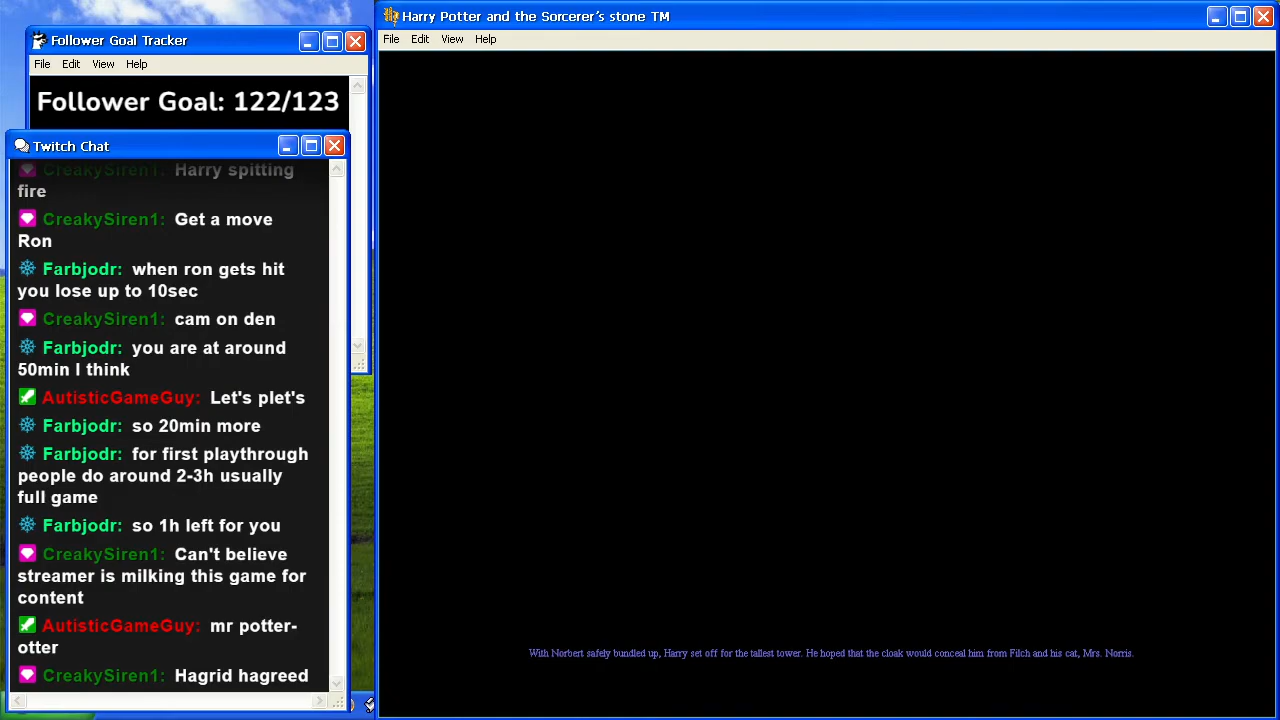 Follower Goal Tracker
File Edit View Help
Follower Goal: 122/123
Twitch Chat
CreakySiren1: Harry spitting
fire
CreakySiren1: Get a move
Ron
Farbjodr: when ron gets hit
you lose up to 10sec
CreakySiren1: cam on den
Farbjodr: you are at around
50min I think
AutisticGameGuy: Let's plet's
Farbjodr: so 20min more
Farbjodr: for first playthrough
people do around 2-3h usually
full game
Farbjodr: so 1h left for you
CreakySiren1: Can't believe
streamer is milking this game for
content
AutisticGameGuy: mr potter-
otter
CreakySiren1: Hagrid hagreed
Harry Potter and the Sorcerer's stone TM
File Edit View Help
With Norbert safely bundled up, Harry set off for the tallest tower. He hoped that the cloak would conceal him from Filch and his cat, Mrs. Norris.